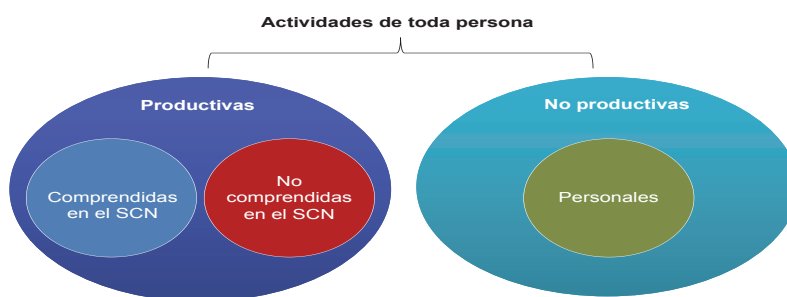 Actividades de toda persona
Productivas
No productivas
Comprendidas
en el SCN
No
comprendidas
en el SCN
Personales